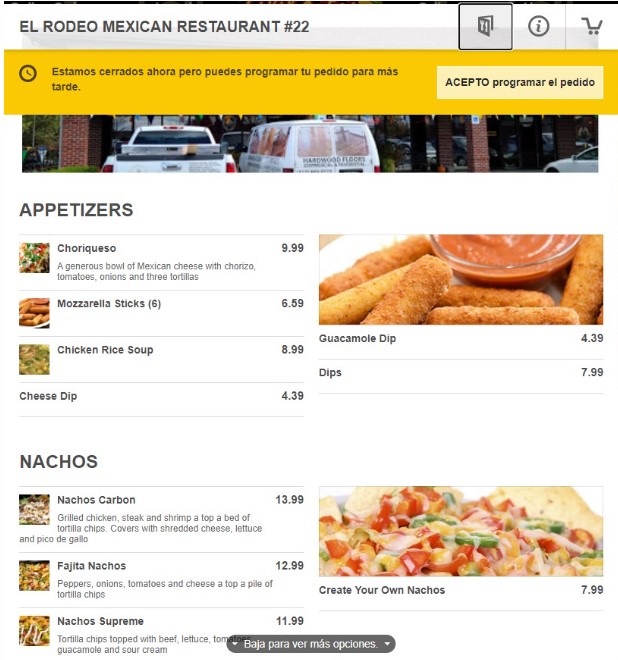 EL RODEO MEXICAN RESTAURANT #22
Estamos cerrados ahora pero puedes programar tu pedido para más
tarde.
ACEPTO programar el pedido
HARDWOOD FLOORS
APPETIZERS
Choriqueso 9.99
A generous bowl of Mexican cheese with chorizo,
tomatoes, onions and three tortillas
Mozzarella Sticks (6) 6.59
Chicken Rice Soup 8.99
Cheese Dip 4.39
Guacamole Dip 4.39
Dips 7.99
NACHOS
Nachos Carbon 13.99
Grilled chicken, steak and shrimp a top a bed of
tortilla chips. Covers with shredded cheese, lettuce
and pico de gallo
Fajita Nachos 12.99
Peppers, onions, tomatoes and cheese a top a pile of
tortilla chips
Nachos Supreme 11.99
Tortilla chips topped with beef, lettuce, tomatoes,
guacamole and sour cream
Create Your Own Nachos 7.99
Baja para ver más opciones.